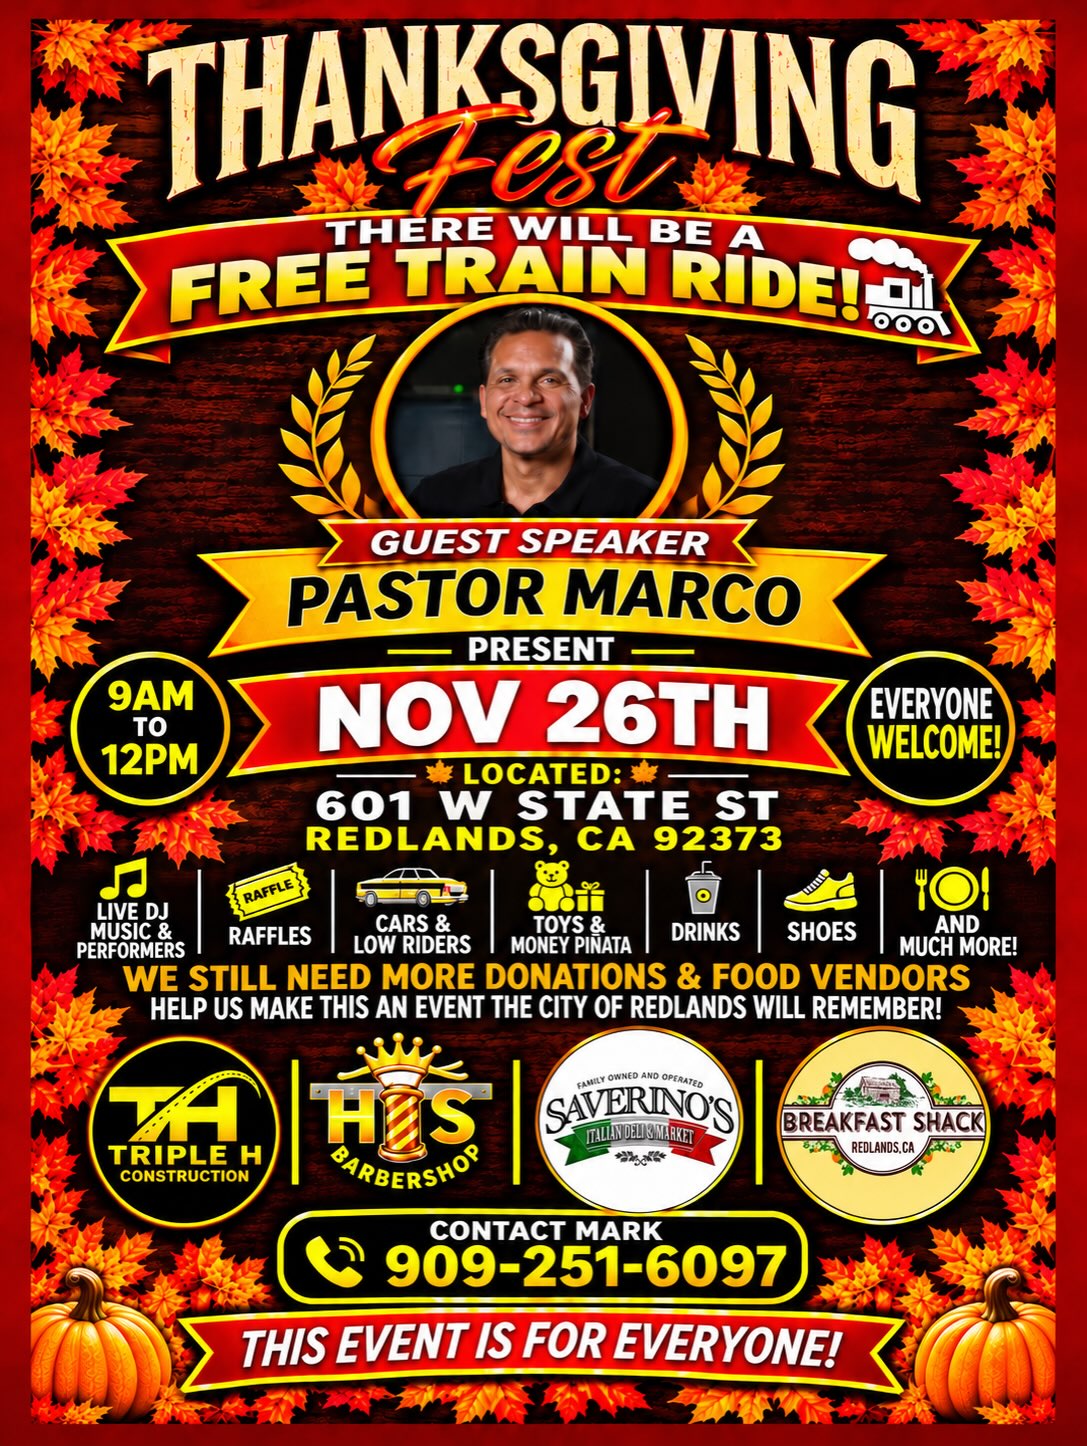 THANKSGIVING
Fest
THERE WILL BE A
FREE TRAIN RIDE!
GUEST SPEAKER
PASTOR MARCO
PRESENT
9AM
TO
12PM
NOV 26TH
EVERYONE
WELCOME!
LOCATED:
601 W STATE ST
REDLANDS, CA 92373
LIVE DJ
MUSIC &
PERFORMERS
RAFFLE
RAFFLES
CARS &
LOW RIDERS
TOYS &
MONEY PIÑATA
DRINKS
SHOES
AND
MUCH MORE!
WE STILL NEED MORE DONATIONS & FOOD VENDORS
HELP US MAKE THIS AN EVENT THE CITY OF REDLANDS WILL REMEMBER!
TH
TRIPLE H
CONSTRUCTION
H S
BARBERSHOP
FAMILY OWNED AND OPERATED
SAVERINO'S
ITALIAN DELI & MARKET
BREAKFAST SHACK
REDLANDS, CA
CONTACT MARK
909-251-6097
THIS EVENT IS FOR EVERYONE!